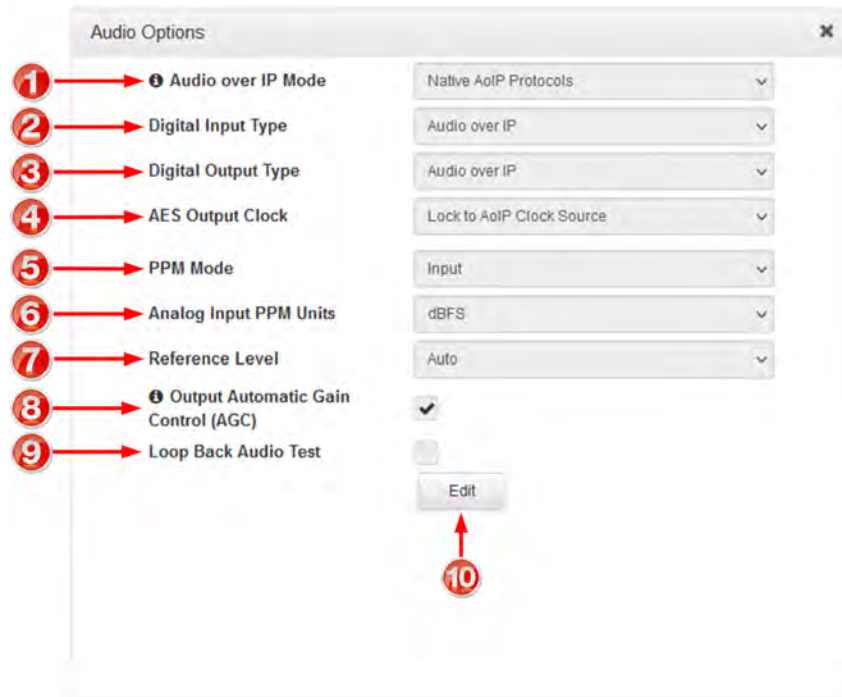 Audio Options
1 Audio over IP Mode Native AoIP Protocols
2 Digital Input Type Audio over IP
3 Digital Output Type Audio over IP
4 AES Output Clock Lock to AoIP Clock Source
5 PPM Mode Input
6 Analog Input PPM Units dBFS
7 Reference Level Auto
8 Output Automatic Gain
Control (AGC)
9 Loop Back Audio Test
Edit
10